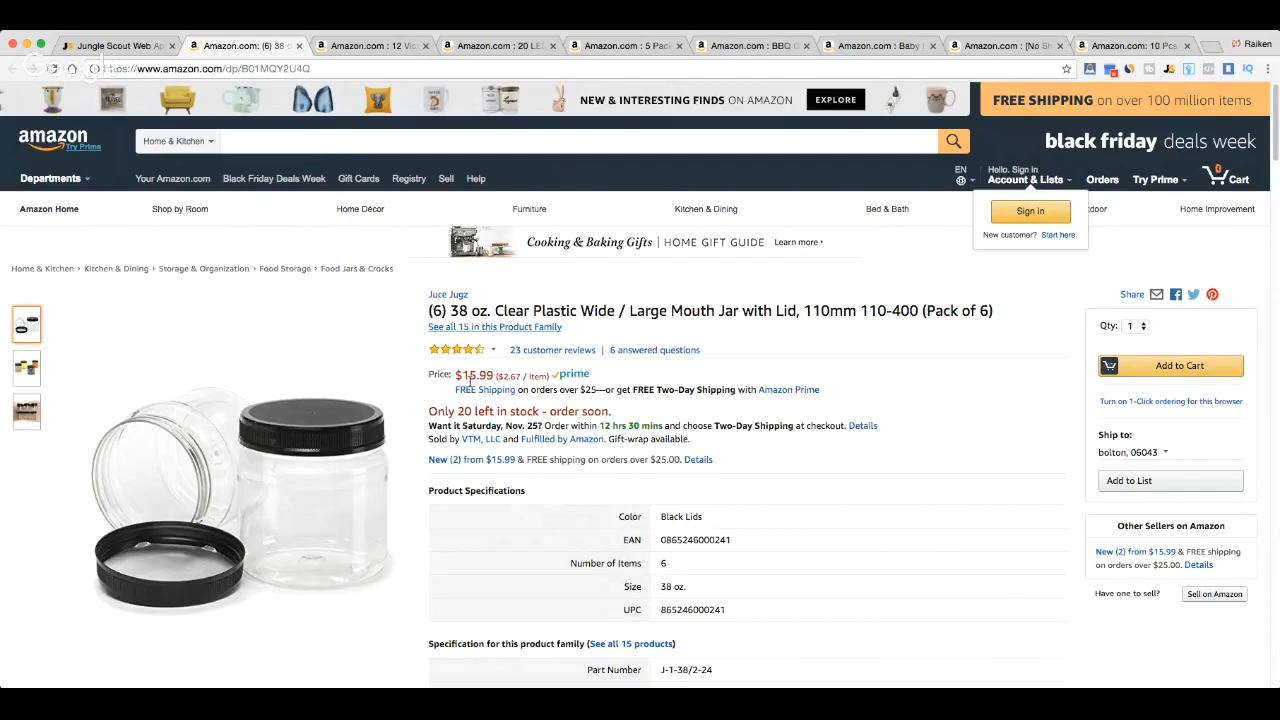 Jungle Scout Web Ap
Amazon.com: (6) 38 o
Amazon.com : 12 Vic
Amazon.com : 20 LED
Amazon.com : 5 Pack
Amazon.com : BBQ
Amazon.com : Baby
Amazon.com : [No Sh
Amazon.com: 10 Pcs
Raiken
https://www.amazon.com/dp/B01MQY2U4Q
NEW & INTERESTING FINDS ON AMAZON
EXPLORE
FREE SHIPPING on over 100 million items
amazon
Try Prime
Home & Kitchen
black friday deals week
Departments
Your Amazon.com
Black Friday Deals Week
Gift Cards
Registry
Sell
Help
EN
Hello. Sign in
Account & Lists
Orders
Try Prime
0
Cart
Amazon Home
Shop by Room
Home Décor
Furniture
Kitchen & Dining
Bed & Bath
tdoor
Home Improvement
Sign in
New customer? Start here.
Cooking & Baking Gifts | HOME GIFT GUIDE Learn more ›
Home & Kitchen › Kitchen & Dining › Storage & Organization › Food Storage › Food Jars & Crocks
Juce Jugz
(6) 38 oz. Clear Plastic Wide / Large Mouth Jar with Lid, 110mm 110-400 (Pack of 6)
See all 15 in this Product Family
23 customer reviews | 6 answered questions
Price: $15.99 ($2.67 / Item) prime
FREE Shipping on orders over $25—or get FREE Two-Day Shipping with Amazon Prime
Only 20 left in stock - order soon.
Want it Saturday, Nov. 25? Order within 12 hrs 30 mins and choose Two-Day Shipping at checkout. Details
Sold by VTM, LLC and Fulfilled by Amazon. Gift-wrap available.
New (2) from $15.99 & FREE shipping on orders over $25.00. Details
Product Specifications
Color Black Lids
EAN 0865246000241
Number of Items 6
Size 38 oz.
UPC 865246000241
Specification for this product family (See all 15 products)
Part Number J-1-38/2-24
Share
Qty: 1
Add to Cart
Turn on 1-Click ordering for this browser
Ship to:
bolton, 06043
Add to List
Other Sellers on Amazon
New (2) from $15.99 & FREE shipping
on orders over $25.00. Details
Have one to sell? Sell on Amazon